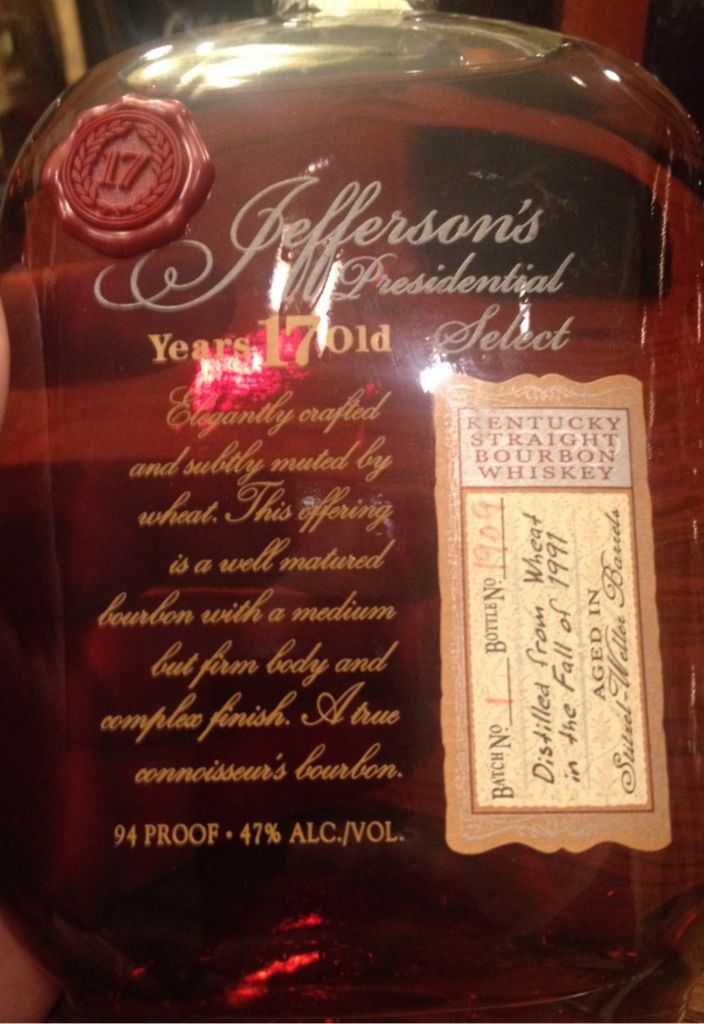 17
Jefferson's
Presidential
Select
Years 17 Old
Elegantly crafted
and subtly muted by
wheat. This offering
is a well matured
bourbon with a medium
but firm body and
complex finish. A true
connoisseur's bourbon.
94 PROOF • 47% ALC./VOL.
KENTUCKY
STRAIGHT
BOURBON
WHISKEY
BATCH NO 1 BOTTLE NO. 1909
Distilled from Wheat
in the Fall of 1991
AGED IN
Stitzel-Weller Barrels